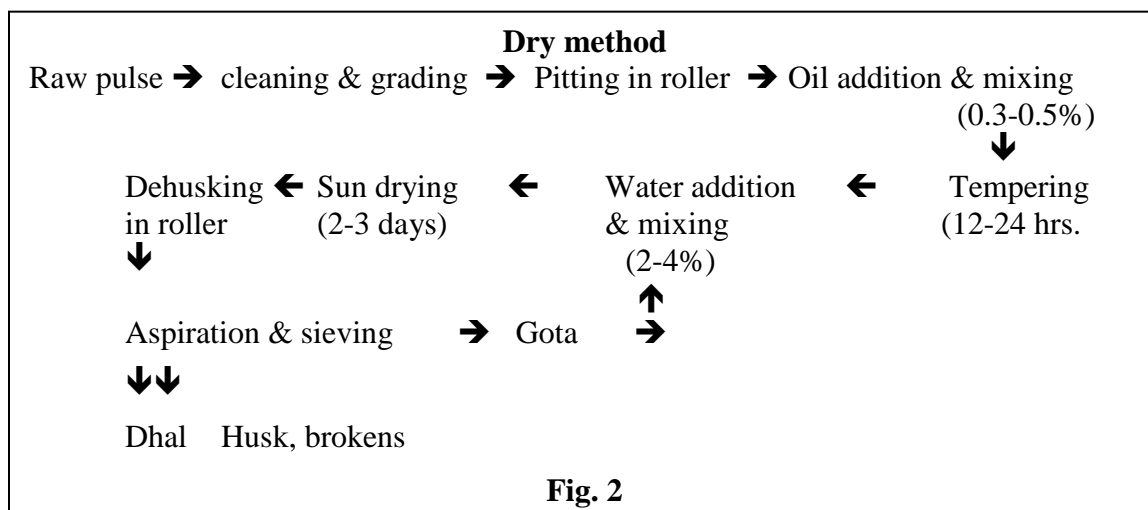 Dry method
Raw pulse ➔ cleaning & grading ➔ Pitting in roller ➔ Oil addition & mixing
(0.3-0.5%)
Dehusking ← Sun drying ← Water addition ← Tempering
in roller (2-3 days) & mixing (12-24 hrs.
(2-4%)
Aspiration & sieving ➔ Gota ➔
Dhal Husk, brokens
Fig. 2